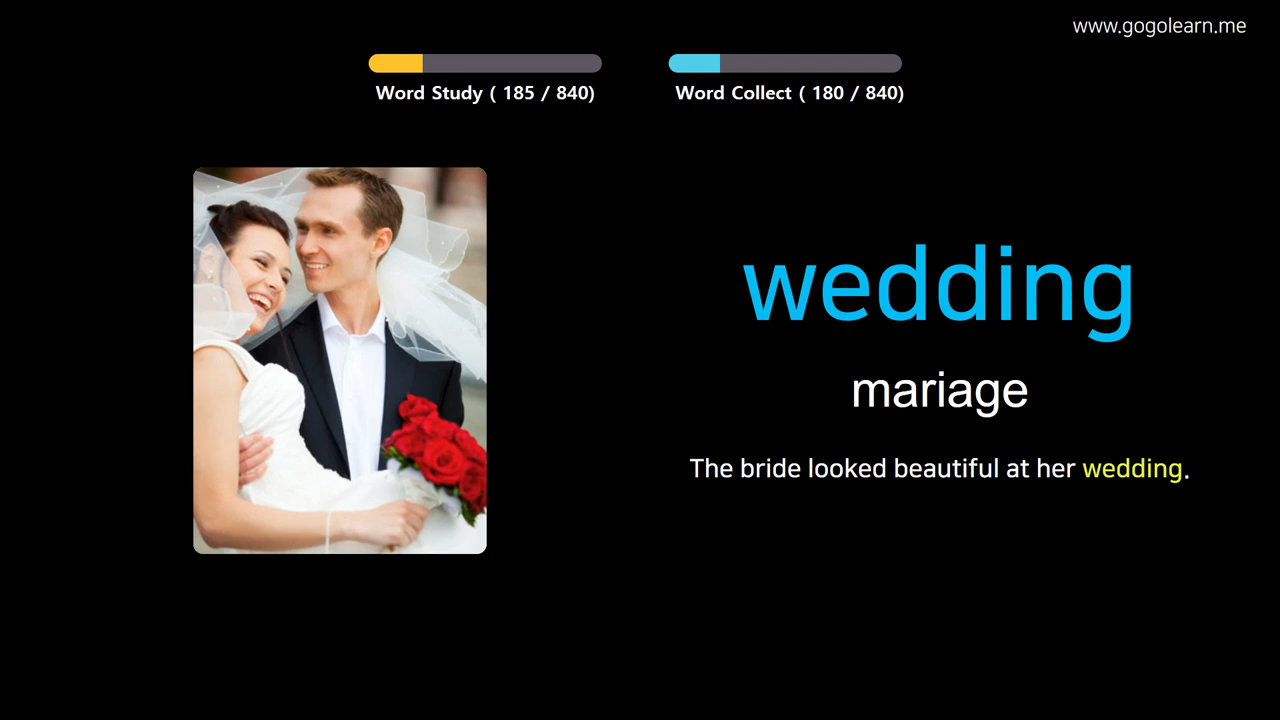 www.gogolearn.me
Word Study ( 185 / 840)
Word Collect ( 180 / 840)
wedding
mariage
The bride looked beautiful at her wedding.